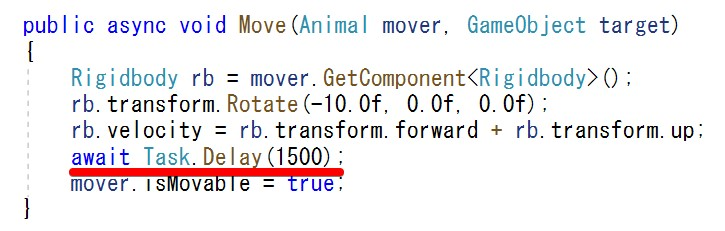 public async void Move(Animal mover, GameObject target)
{
Rigidbody rb = mover.GetComponent<Rigidbody>();
rb.transform.Rotate(-10.0f, 0.0f, 0.0f);
rb.velocity = rb.transform.forward + rb.transform.up;
await Task.Delay(1500);
mover.isMovable = true;
}